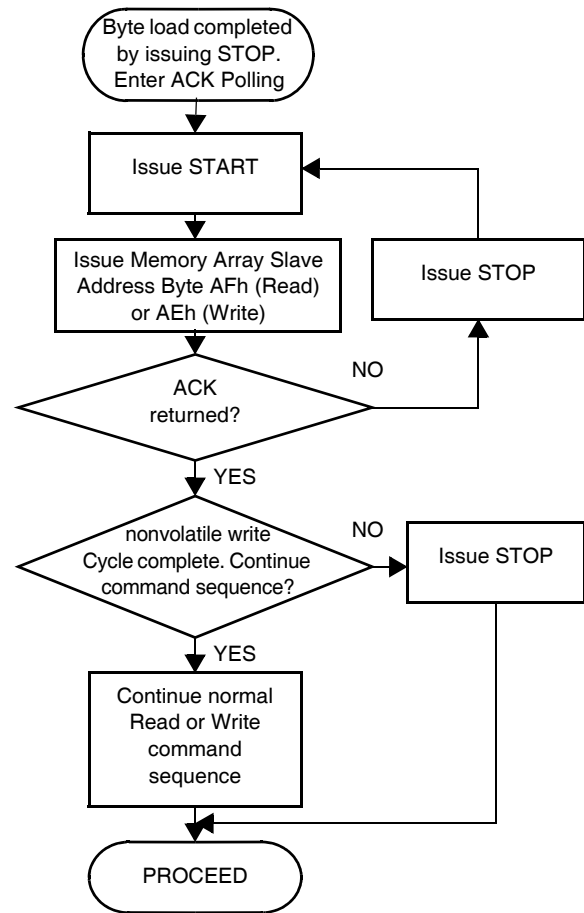 Byte load completed
by issuing STOP.
Enter ACK Polling
Issue START
Issue Memory Array Slave
Address Byte AFh (Read)
or AEh (Write)
Issue STOP
ACK
returned?
NO
YES
nonvolatile write
Cycle complete. Continue
command sequence?
NO
Issue STOP
YES
Continue normal
Read or Write
command
sequence
PROCEED